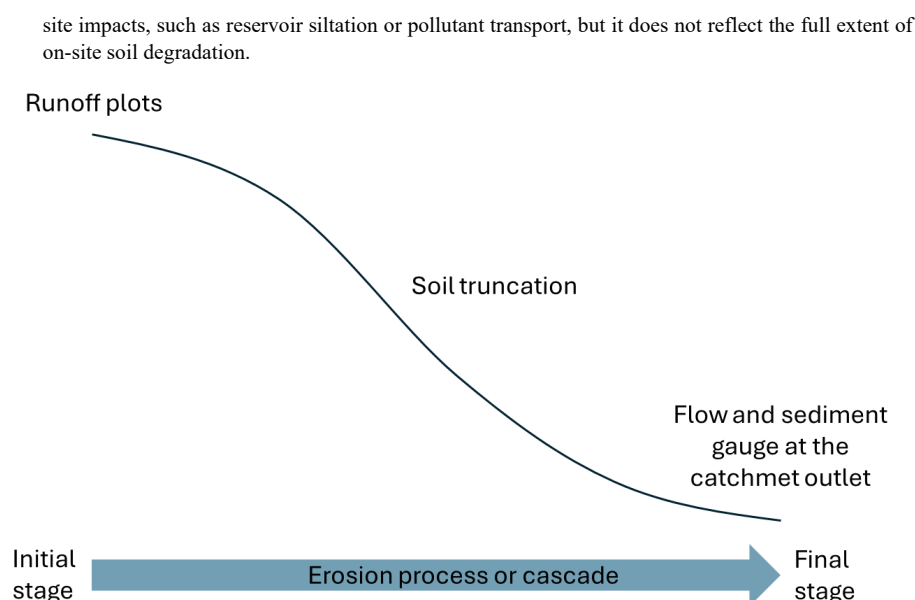 site impacts, such as reservoir siltation or pollutant transport, but it does not reflect the full extent of
on-site soil degradation.
Runoff plots
Soil truncation
Flow and sediment
gauge at the
catchmet outlet
Initial
stage
Erosion process or cascade
Final
stage